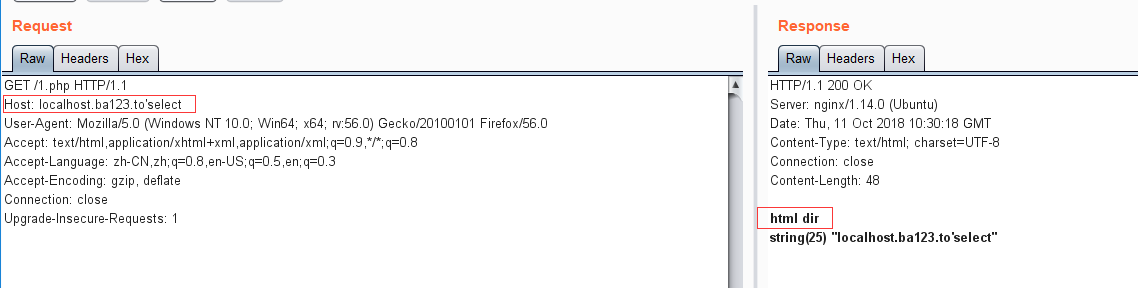 Request
Raw Headers Hex
GET /1.php HTTP/1.1
Host: localhost.ba123.to'select
User-Agent: Mozilla/5.0 (Windows NT 10.0; Win64; x64; rv:56.0) Gecko/20100101 Firefox/56.0
Accept: text/html,application/xhtml+xml,application/xml;q=0.9,*/*;q=0.8
Accept-Language: zh-CN,zh;q=0.8,en-US;q=0.5,en;q=0.3
Accept-Encoding: gzip, deflate
Connection: close
Upgrade-Insecure-Requests: 1
Response
Raw Headers Hex
HTTP/1.1 200 OK
Server: nginx/1.14.0 (Ubuntu)
Date: Thu, 11 Oct 2018 10:30:18 GMT
Content-Type: text/html; charset=UTF-8
Connection: close
Content-Length: 48
html dir
string(25) "localhost.ba123.to'select"